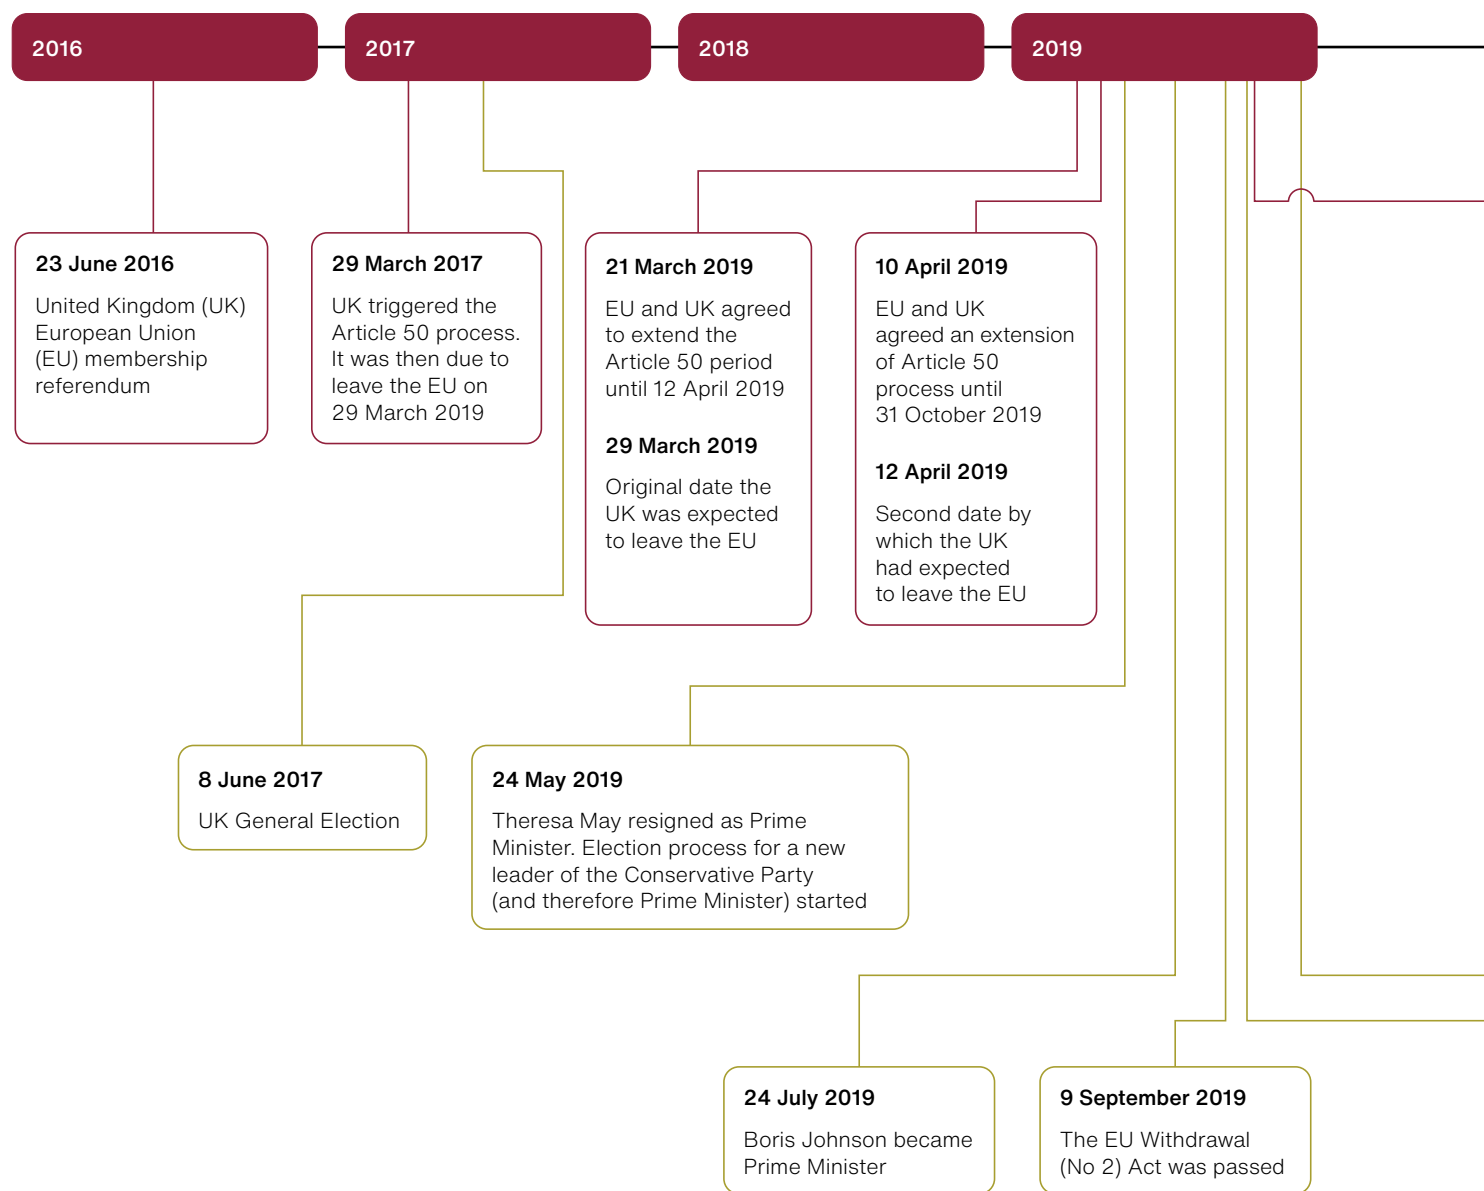 2016
2017
2018
2019
23 June 2016
United Kingdom (UK)
European Union
(EU) membership
referendum
29 March 2017
UK triggered the
Article 50 process.
It was then due to
leave the EU on
29 March 2019
21 March 2019
EU and UK agreed
to extend the
Article 50 period
until 12 April 2019
29 March 2019
Original date the
UK was expected
to leave the EU
10 April 2019
EU and UK
agreed an extension
of Article 50
process until
31 October 2019
12 April 2019
Second date by
which the UK
had expected
to leave the EU
8 June 2017
UK General Election
24 May 2019
Theresa May resigned as Prime
Minister. Election process for a new
leader of the Conservative Party
(and therefore Prime Minister) started
24 July 2019
Boris Johnson became
Prime Minister
9 September 2019
The EU Withdrawal
(No 2) Act was passed